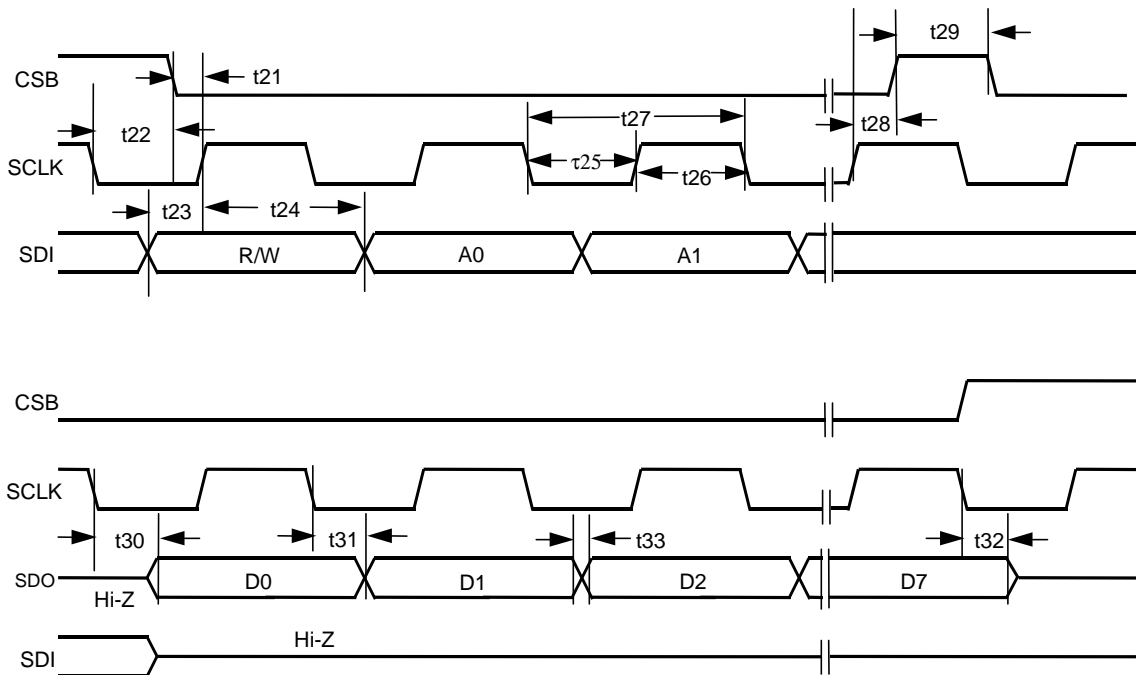 t29
CSB
t21
t22
t27
t28
SCLK
τ25
t26
t23
t24
SDI
R/W
A0
A1
CSB
SCLK
t30
t31
t33
t32
SDO
D0
D1
D2
D7
Hi-Z
Hi-Z
SDI